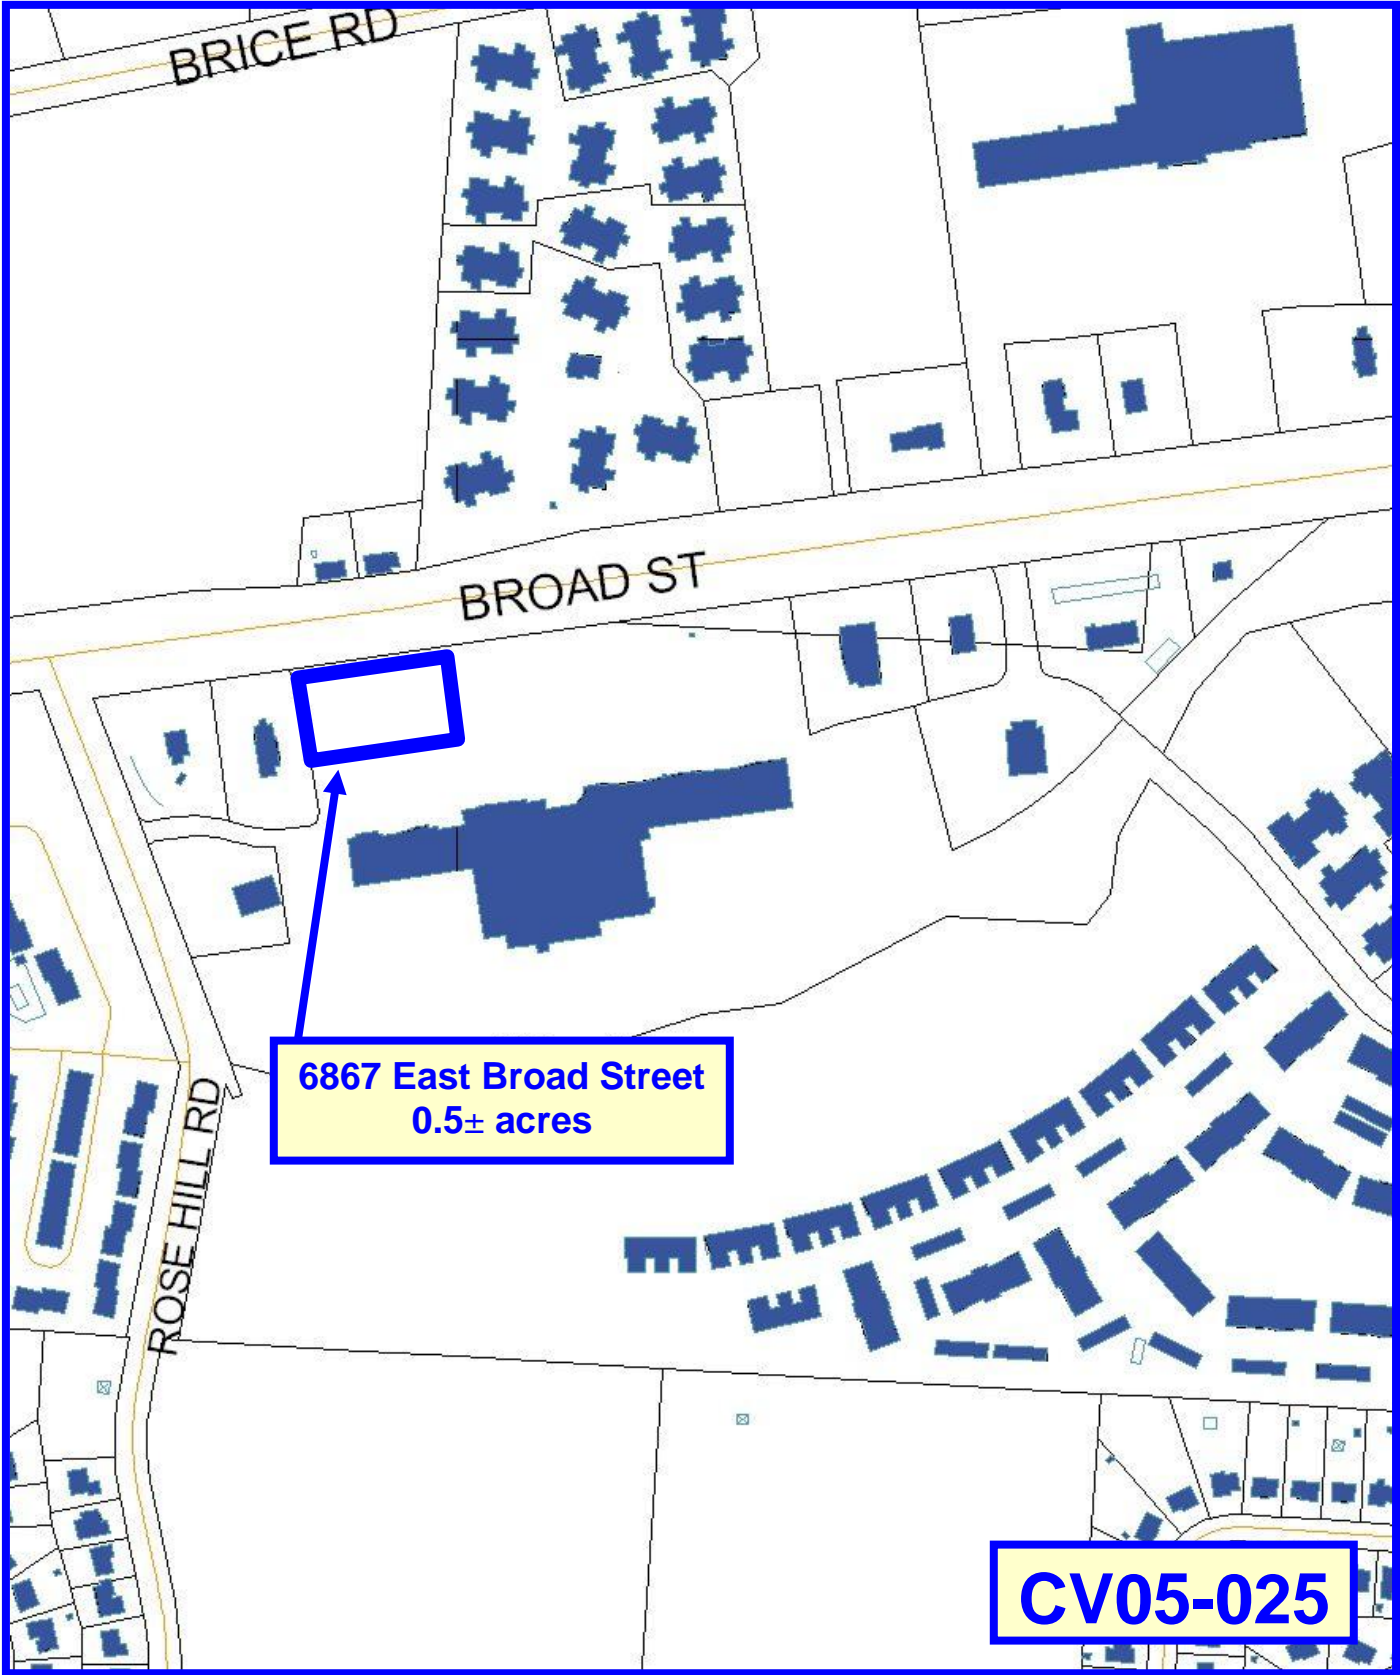 BRICE RD
BROAD ST
6867 East Broad Street
0.5± acres
ROSE HILL RD
CV05-025